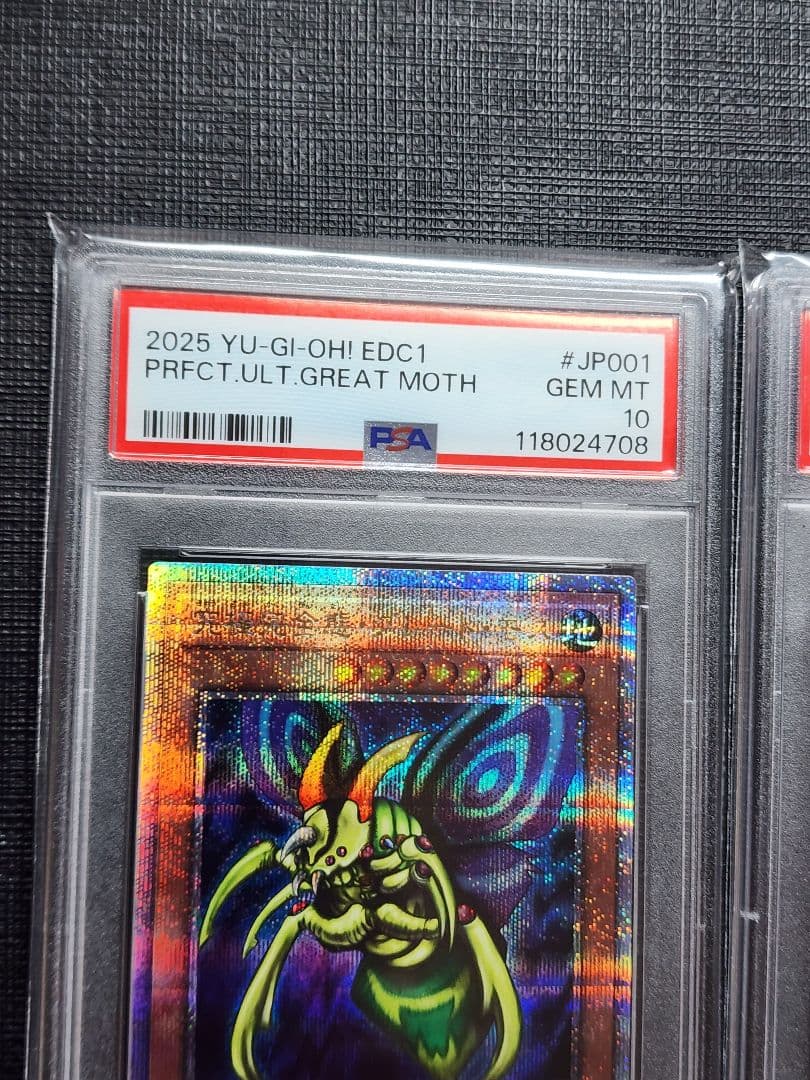 2025 YU-GI-OH! EDC1 #JP001
PRFCT.ULT.GREAT MOTH GEM MT
10
PSA 118024708